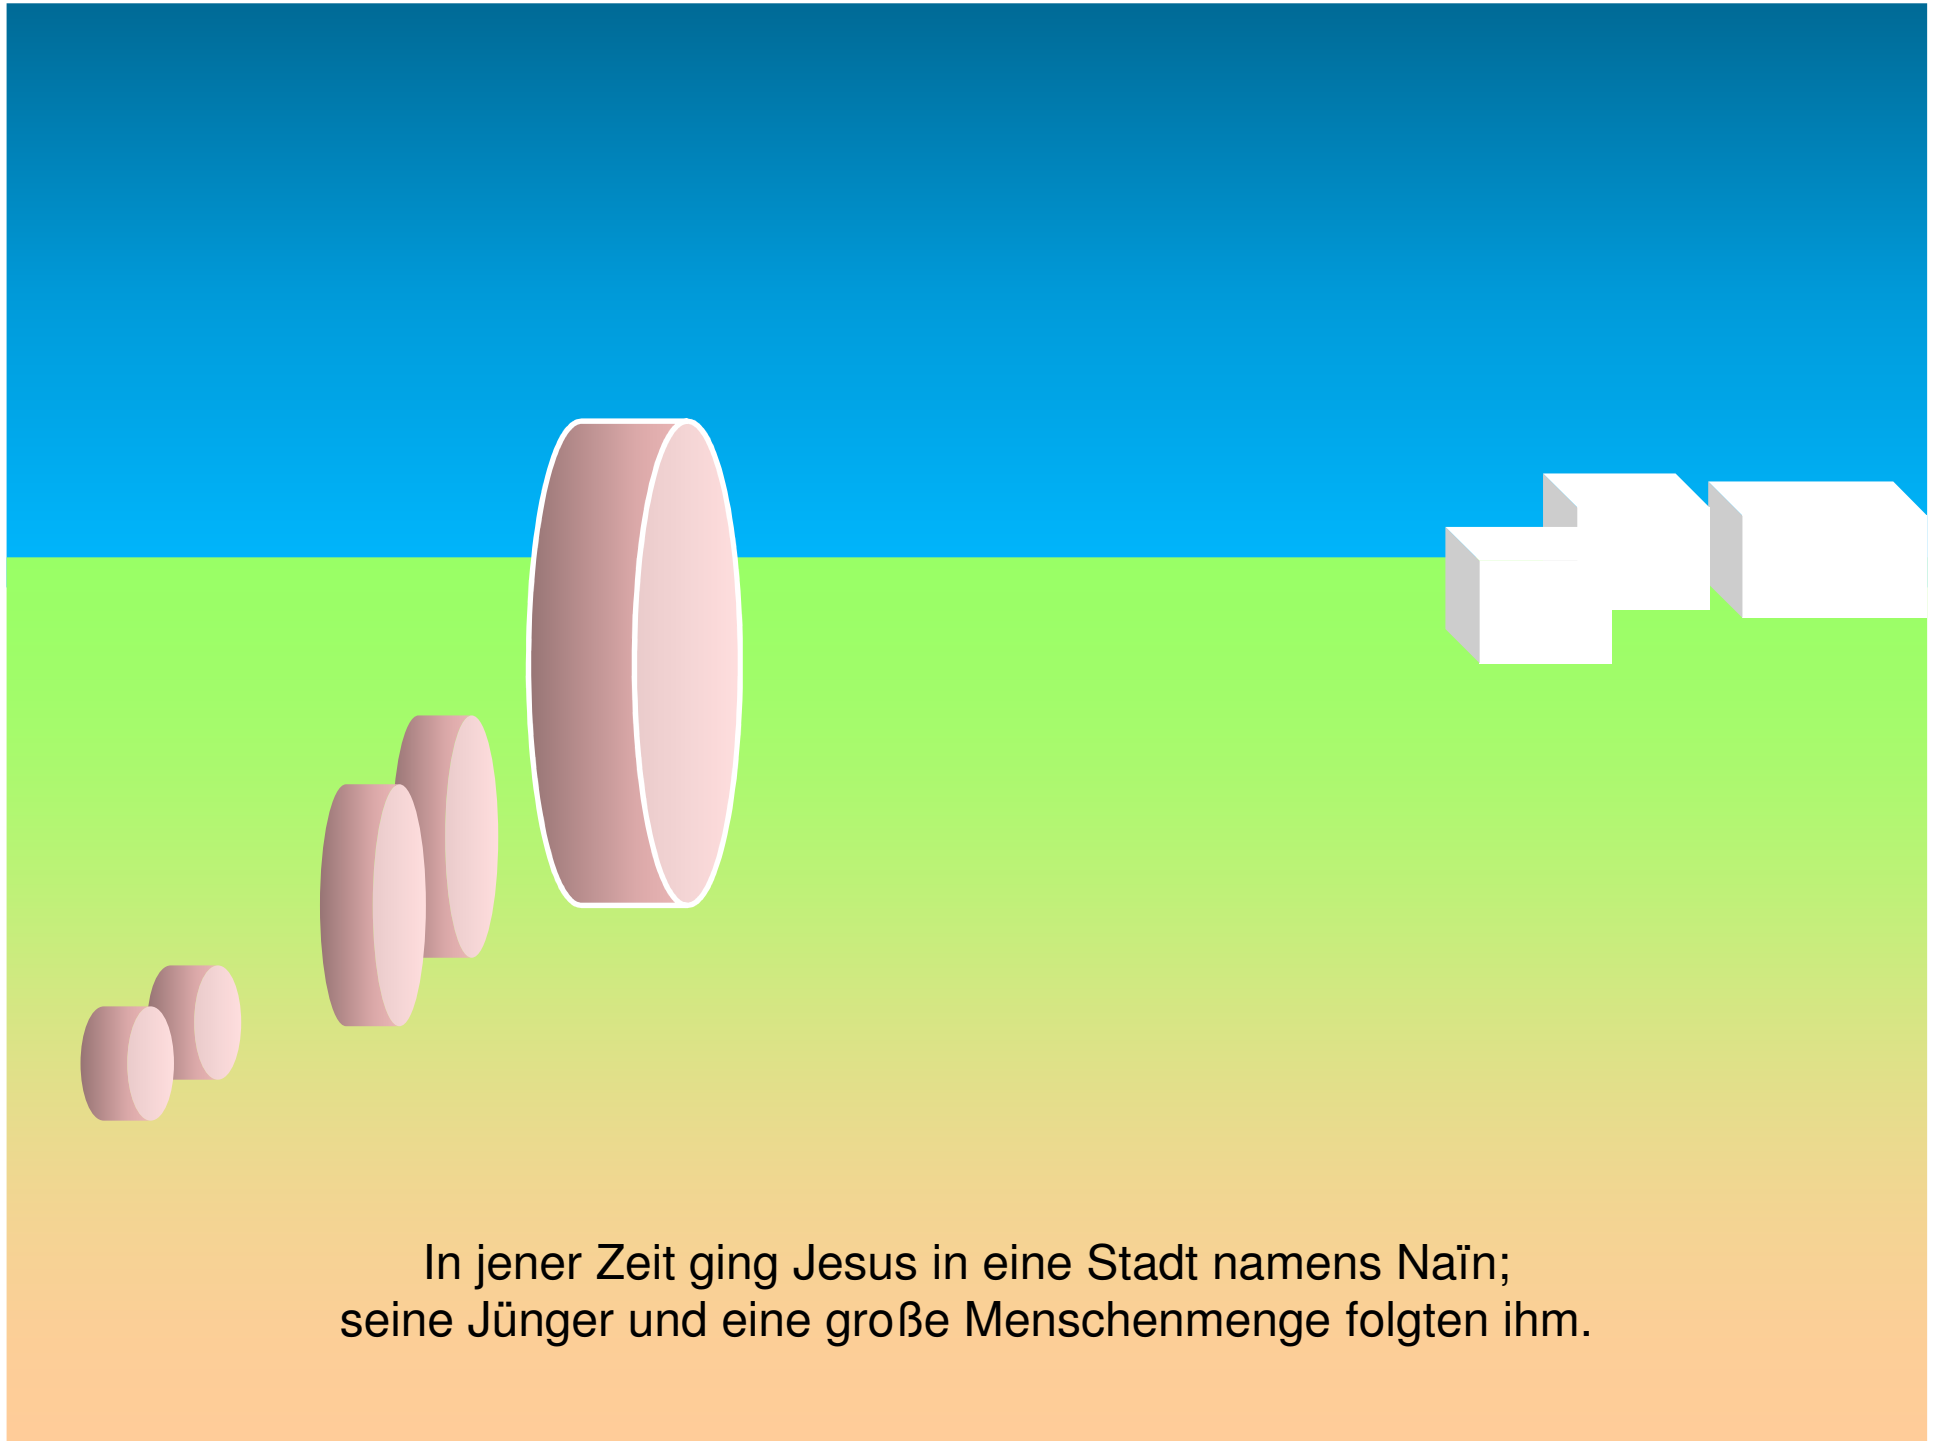 In jener Zeit ging Jesus in eine Stadt namens Naïn;
seine Jünger und eine große Menschenmenge folgten ihm.